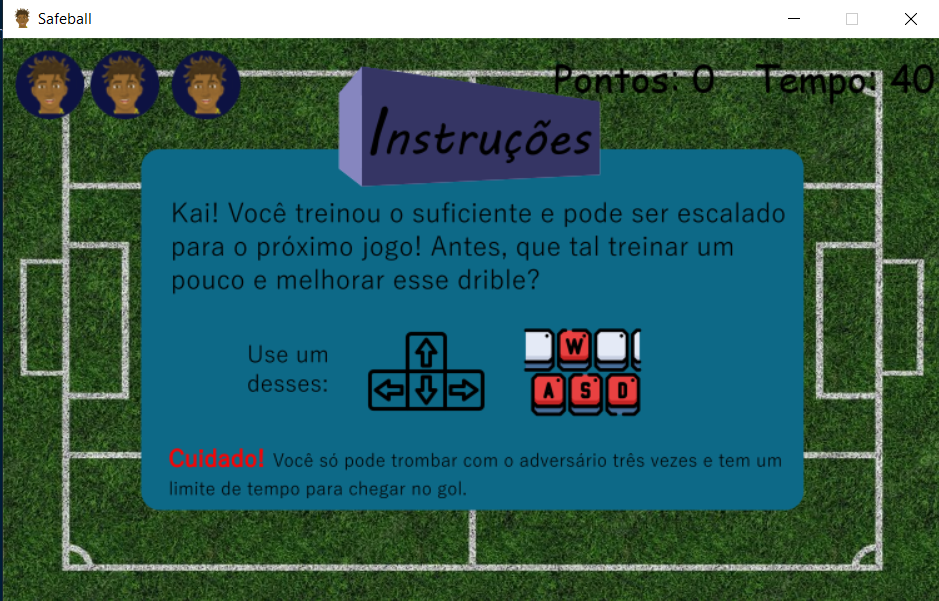 Safeball
Pontos: 0 Tempo: 40
Instruções
Kai! Você treinou o suficiente e pode ser escalado
para o próximo jogo! Antes, que tal treinar um
pouco e melhorar esse drible?
Use um
desses:
W
A S D
Cuidado! Você só pode trombar com o adversário três vezes e tem um
limite de tempo para chegar no gol.